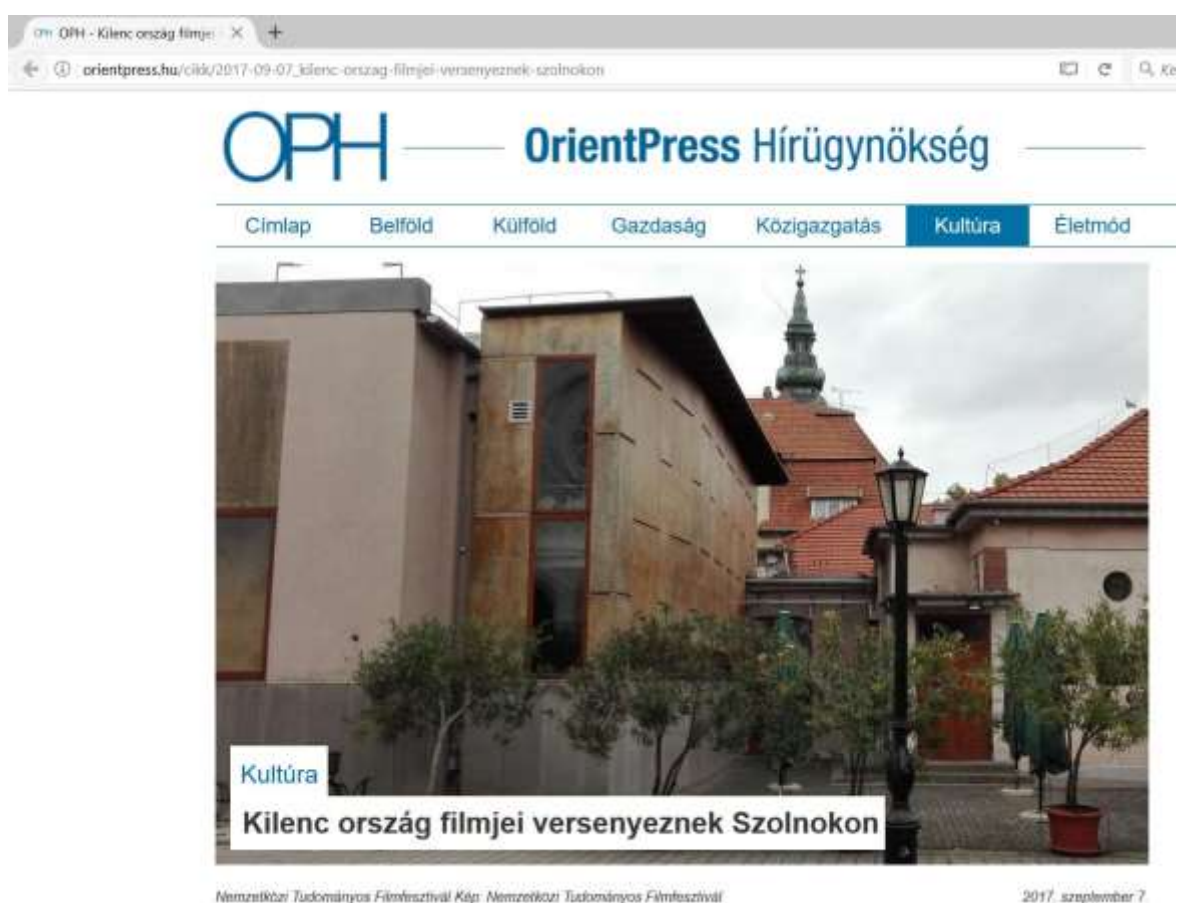 OPH OPH - Kilenc ország filmje
orientpress.hu/cikk/2017-09-07_kilenc-orszag-filmjei-versenyeznek-szolnokon
OPH OrientPress Hírügynökség
Címlap Belföld Külföld Gazdaság Közigazgatás Kultúra Életmód
Kultúra
Kilenc ország filmjei versenyeznek Szolnokon
Nemzetközi Tudományos Filmfesztivál Kép: Nemzetközi Tudományos Filmfesztivál 2017. szeptember 7.